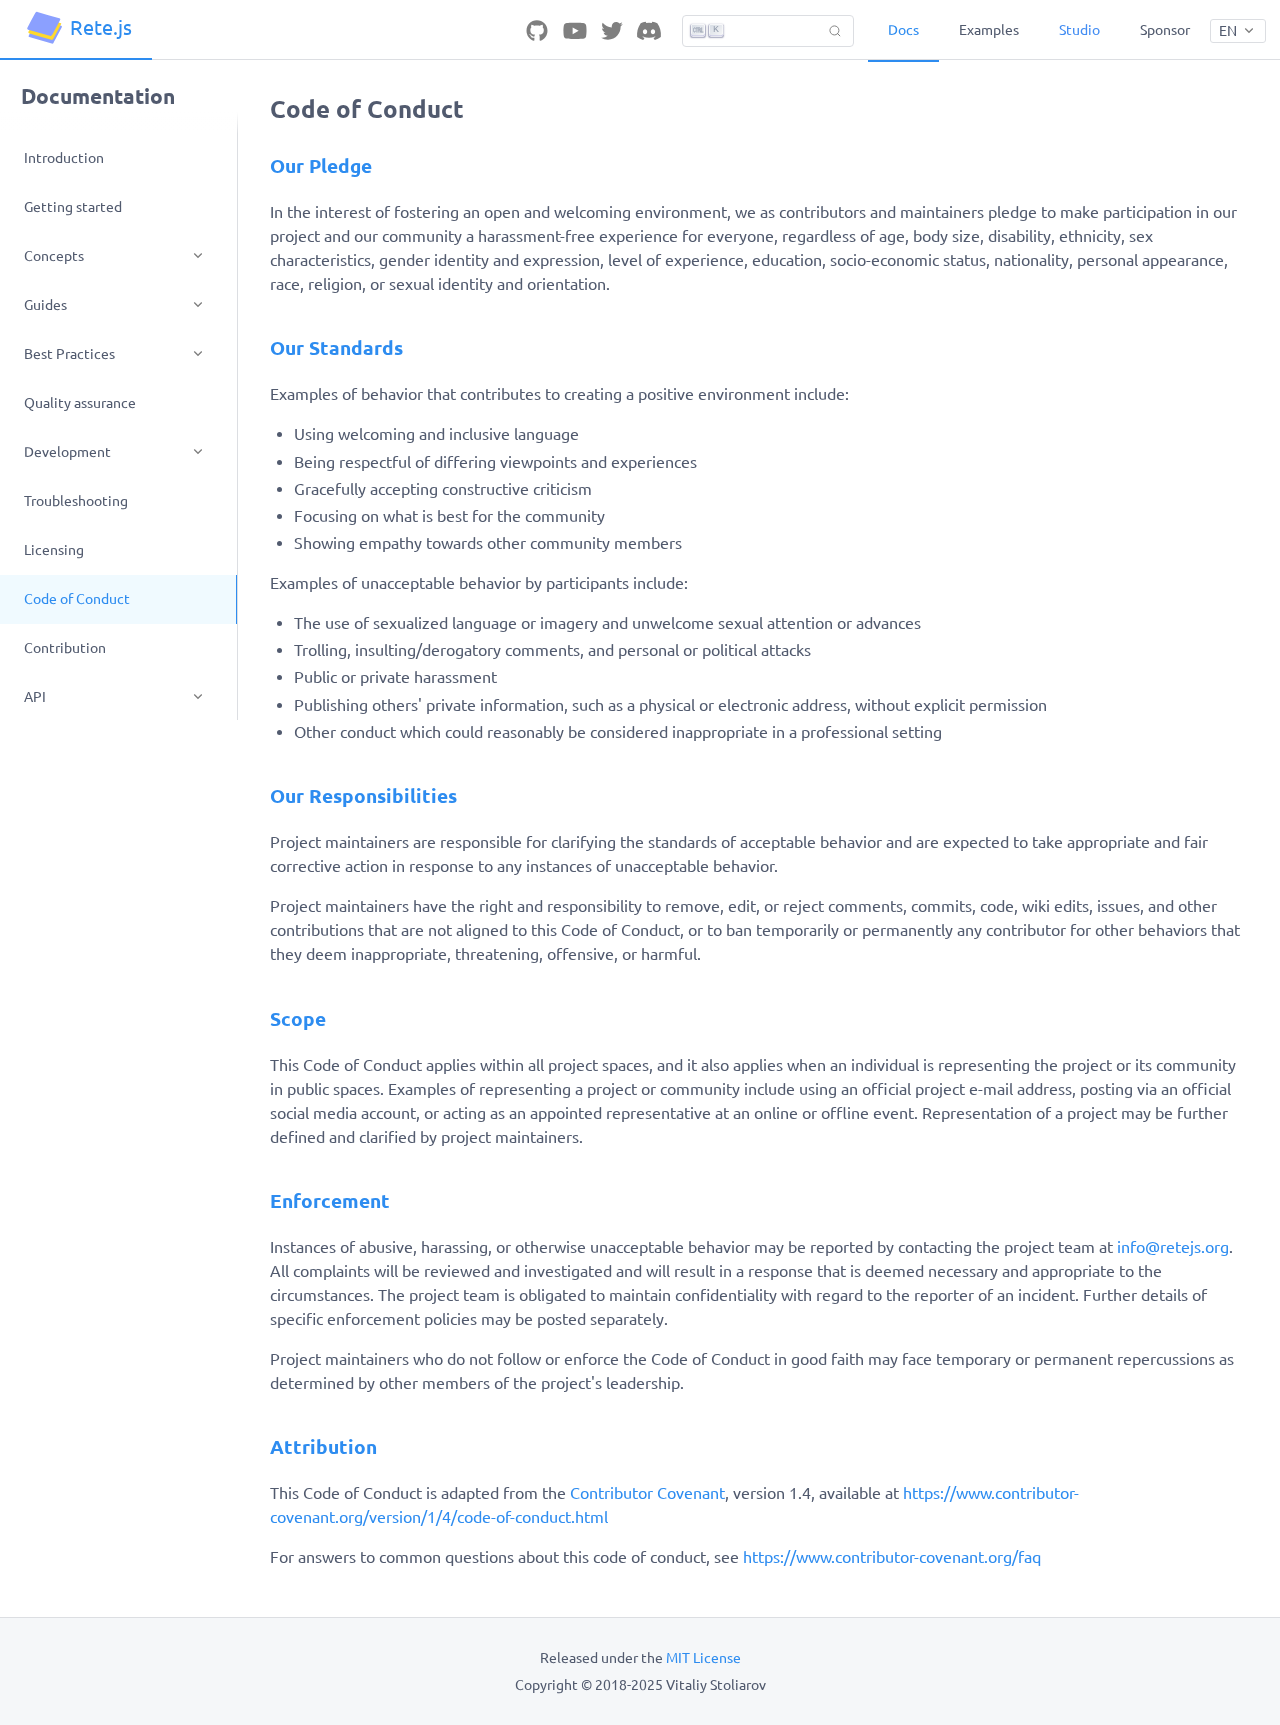 Rete.js
K
Docs
Examples
Studio
Sponsor
EN
Documentation
Introduction
Getting started
Concepts
Guides
Best Practices
Quality assurance
Development
Troubleshooting
Licensing
Code of Conduct
Contribution
API
Code of Conduct
Our Pledge
In the interest of fostering an open and welcoming environment, we as contributors and maintainers pledge to make participation in our
project and our community a harassment-free experience for everyone, regardless of age, body size, disability, ethnicity, sex
characteristics, gender identity and expression, level of experience, education, socio-economic status, nationality, personal appearance,
race, religion, or sexual identity and orientation.
Our Standards
Examples of behavior that contributes to creating a positive environment include:
• Using welcoming and inclusive language
• Being respectful of differing viewpoints and experiences
• Gracefully accepting constructive criticism
• Focusing on what is best for the community
• Showing empathy towards other community members
Examples of unacceptable behavior by participants include:
• The use of sexualized language or imagery and unwelcome sexual attention or advances
• Trolling, insulting/derogatory comments, and personal or political attacks
• Public or private harassment
• Publishing others' private information, such as a physical or electronic address, without explicit permission
• Other conduct which could reasonably be considered inappropriate in a professional setting
Our Responsibilities
Project maintainers are responsible for clarifying the standards of acceptable behavior and are expected to take appropriate and fair
corrective action in response to any instances of unacceptable behavior.
Project maintainers have the right and responsibility to remove, edit, or reject comments, commits, code, wiki edits, issues, and other
contributions that are not aligned to this Code of Conduct, or to ban temporarily or permanently any contributor for other behaviors that
they deem inappropriate, threatening, offensive, or harmful.
Scope
This Code of Conduct applies within all project spaces, and it also applies when an individual is representing the project or its community
in public spaces. Examples of representing a project or community include using an official project e-mail address, posting via an official
social media account, or acting as an appointed representative at an online or offline event. Representation of a project may be further
defined and clarified by project maintainers.
Enforcement
Instances of abusive, harassing, or otherwise unacceptable behavior may be reported by contacting the project team at info@retejs.org.
All complaints will be reviewed and investigated and will result in a response that is deemed necessary and appropriate to the
circumstances. The project team is obligated to maintain confidentiality with regard to the reporter of an incident. Further details of
specific enforcement policies may be posted separately.
Project maintainers who do not follow or enforce the Code of Conduct in good faith may face temporary or permanent repercussions as
determined by other members of the project's leadership.
Attribution
This Code of Conduct is adapted from the Contributor Covenant, version 1.4, available at https://www.contributor-
covenant.org/version/1/4/code-of-conduct.html
For answers to common questions about this code of conduct, see https://www.contributor-covenant.org/faq
Released under the MIT License
Copyright © 2018-2025 Vitaliy Stoliarov